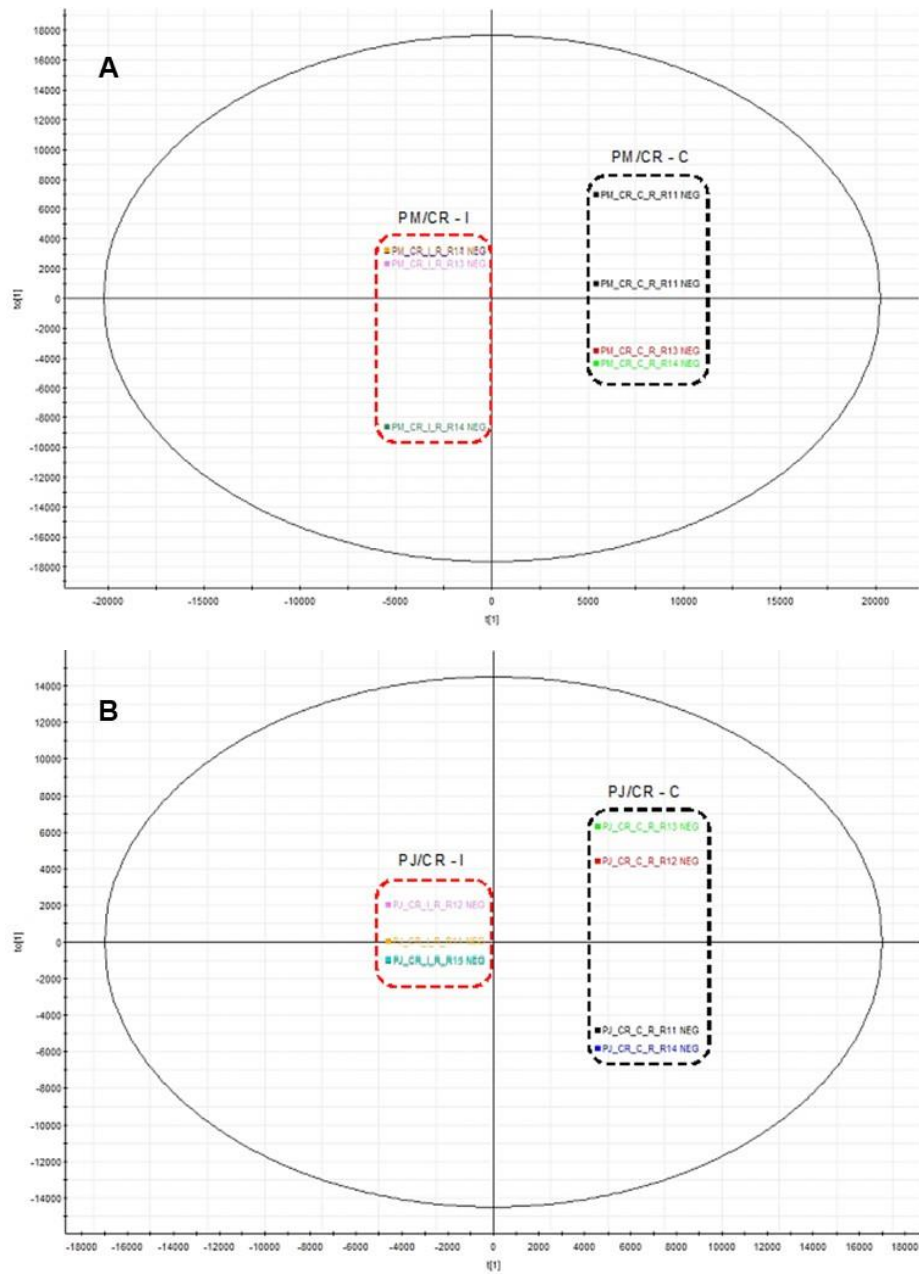 A
18000
16000
14000
12000
10000
8000
6000
4000
2000
0
-2000
-4000
-6000
-8000
-10000
-12000
-14000
-16000
-18000
to[1]
PM/CR - I
PM_CR_I_R_R11 NEG
PM_CR_I_R_R13 NEG
PM_CR_I_R_R14 NEG
PM/CR - C
PM_CR_C_R_R11 NEG
PM_CR_C_R_R11 NEG
PM_CR_C_R_R13 NEG
PM_CR_C_R_R14 NEG
-20000 -15000 -10000 -5000 0 5000 10000 15000 20000
t[1]
B
14000
12000
10000
8000
6000
4000
2000
0
-2000
-4000
-6000
-8000
-10000
-12000
-14000
to[1]
PJ/CR - I
PJ_CR_I_R_R12 NEG
PJ_CR_I_R_R15 NEG
PJ/CR - C
PJ_CR_C_R_R13 NEG
PJ_CR_C_R_R12 NEG
PJ_CR_C_R_R11 NEG
PJ_CR_C_R_R14 NEG
-18000 -16000 -14000 -12000 -10000 -8000 -6000 -4000 -2000 0 2000 4000 6000 8000 10000 12000 14000 16000 18000
t[1]